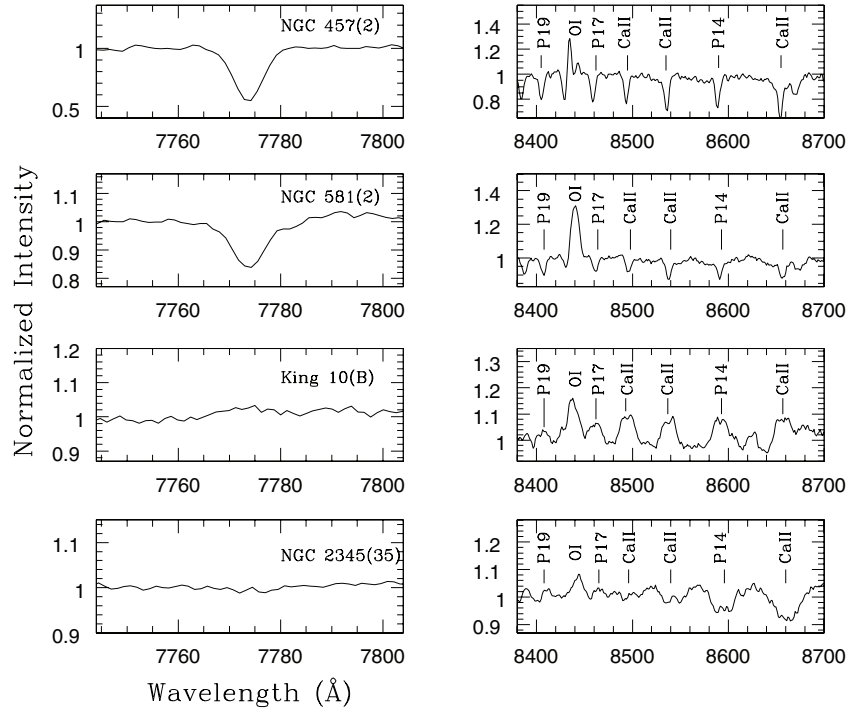 NGC 457(2)
1
0.5
7760 7780 7800
1.4
1.2
1
0.8
P19 OI P17 CaII CaII P14 CaII
8400 8500 8600 8700
NGC 581(2)
1.1
1
0.9
0.8
7760 7780 7800
1.4
1.2
1
P19 OI P17 CaII CaII P14 CaII
8400 8500 8600 8700
Normalized Intensity
King 10(B)
1.2
1.1
1
0.9
7760 7780 7800
1.3
1.2
1.1
1
P19 OI P17 CaII CaII P14 CaII
8400 8500 8600 8700
NGC 2345(35)
1.1
1
0.9
7760 7780 7800
1.2
1.1
1
0.9
P19 OI P17 CaII CaII P14 CaII
8400 8500 8600 8700
Wavelength (Å)